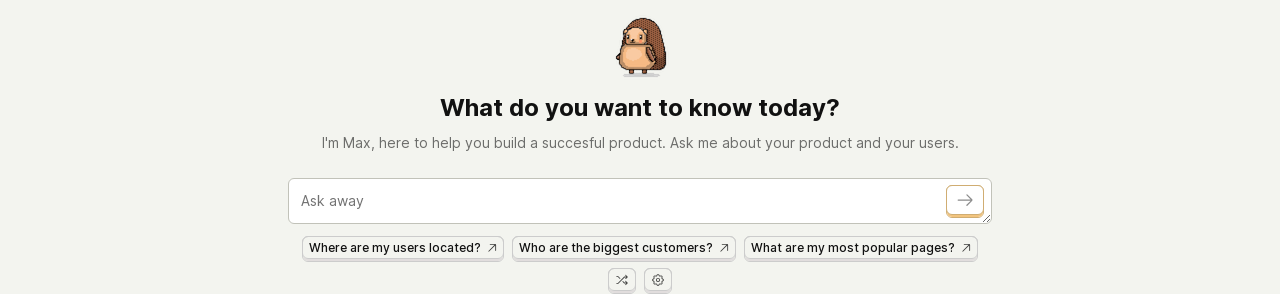 What do you want to know today?
I'm Max, here to help you build a succesful product. Ask me about your product and your users.
Ask away
Where are my users located?
Who are the biggest customers?
What are my most popular pages?